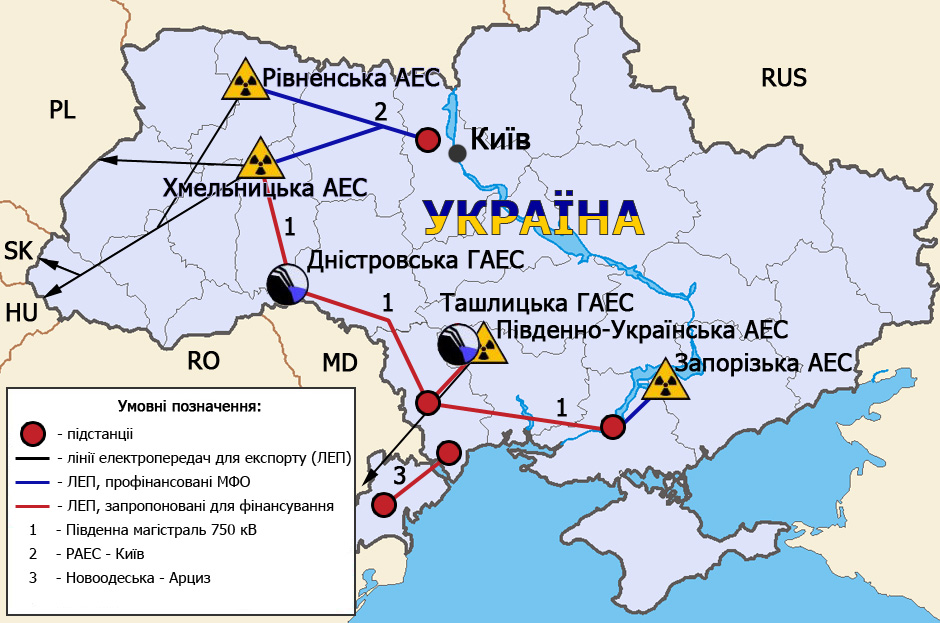 Рівненська АЕС
RUS
PL
2
Київ
Хмельницька АЕС
УКРАЇНА
1
SK
Дністровська ГАЕС
HU
1
Ташлицька ГАЕС
Південно-Українська АЕС
RO
MD
Запорізька АЕС
1
3
Умовні позначення:
- підстанції
- лінії електропередач для експорту (ЛЕП)
- ЛЕП, профінансовані МФО
- ЛЕП, запропоновані для фінансування
1 - Південна магістраль 750 кВ
2 - РАЕС - Київ
3 - Новоодеська - Арциз